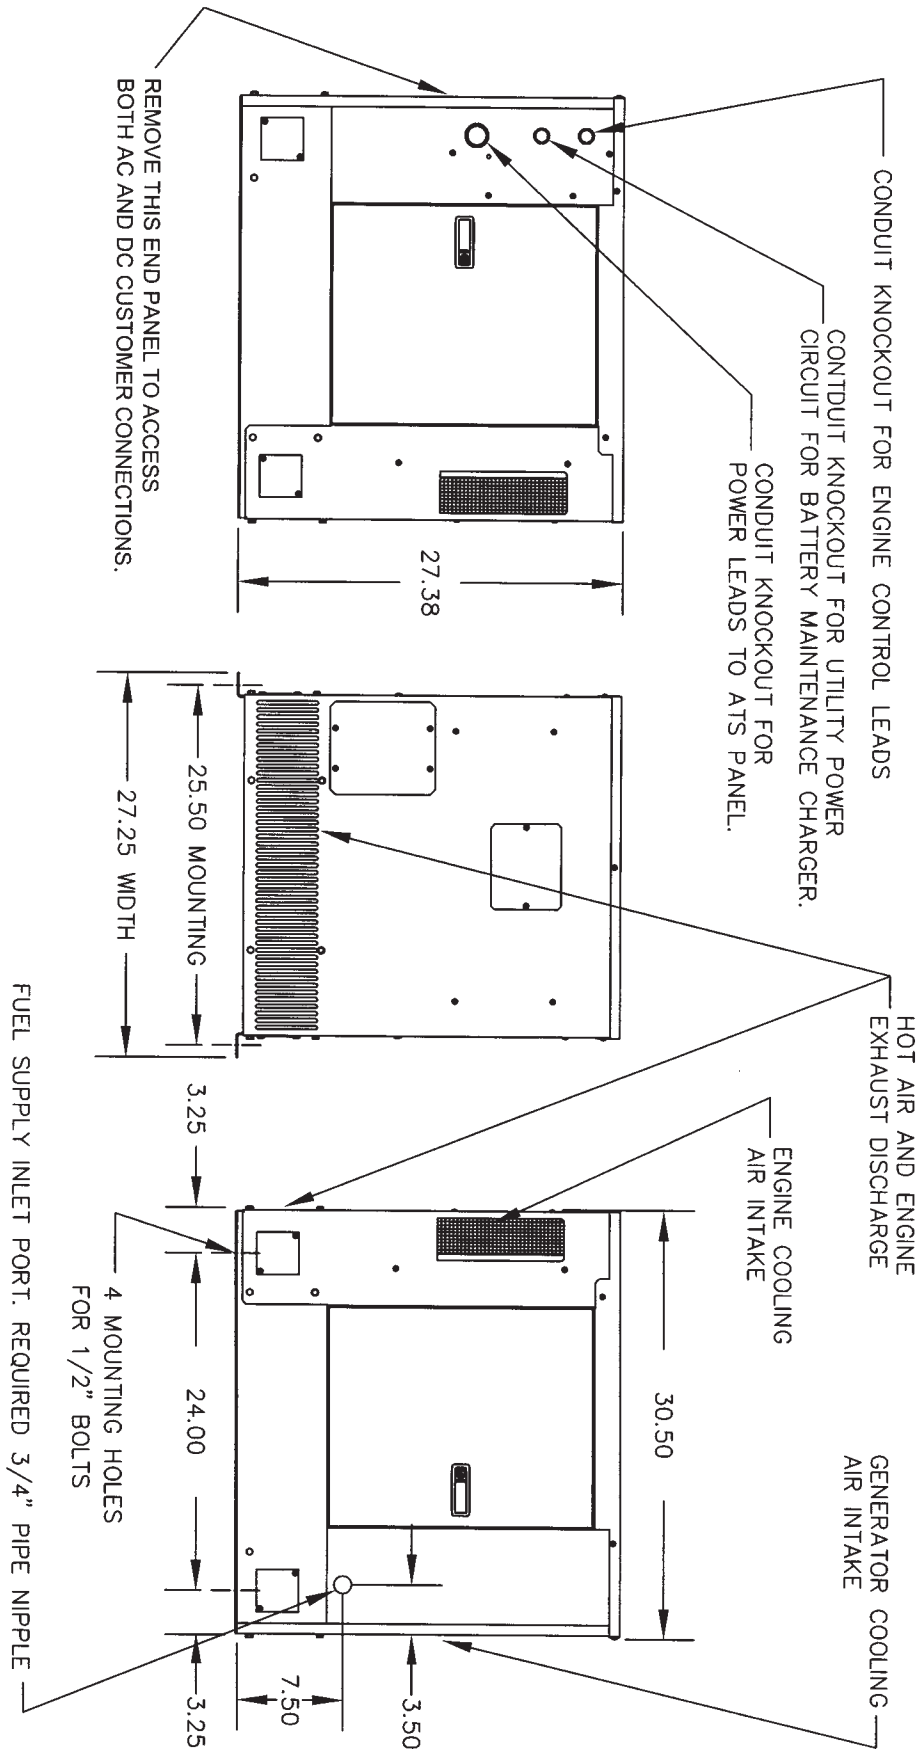 CONDUIT KNOCKOUT FOR ENGINE CONTROL LEADS
CONTDUIT KNOCKOUT FOR UTILITY POWER
CIRCUIT FOR BATTERY MAINTENANCE CHARGER.
CONDUIT KNOCKOUT FOR
POWER LEADS TO ATS PANEL.
REMOVE THIS END PANEL TO ACCESS
BOTH AC AND DC CUSTOMER CONNECTIONS.
27.38
HOT AIR AND ENGINE
EXHAUST DISCHARGE
25.50 MOUNTING
27.25 WIDTH
GENERATOR COOLING
AIR INTAKE
ENGINE COOLING
AIR INTAKE
30.50
3.50
7.50
3.25
24.00
3.25
4 MOUNTING HOLES
FOR 1/2" BOLTS
FUEL SUPPLY INLET PORT. REQUIRED 3/4" PIPE NIPPLE